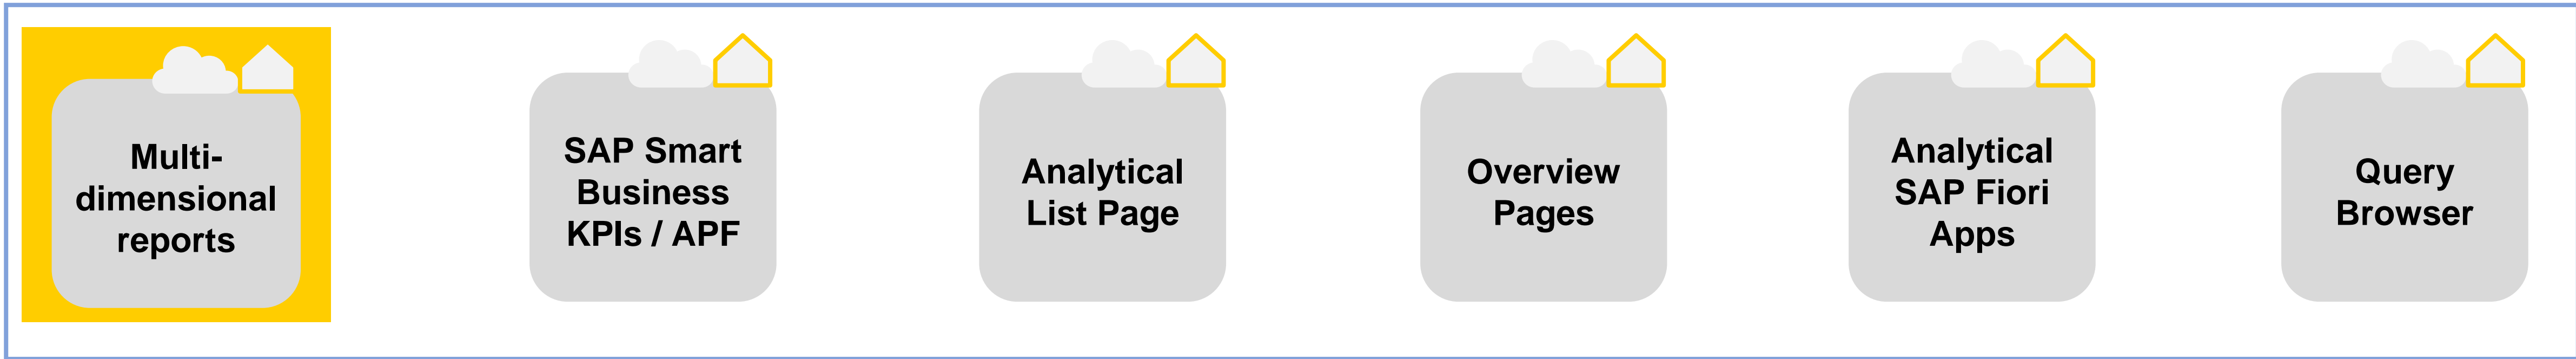 Multi-
dimensional
reports
SAP Smart
Business
KPIs / APF
Analytical
List Page
Overview
Pages
Analytical
SAP Fiori
Apps
Query
Browser